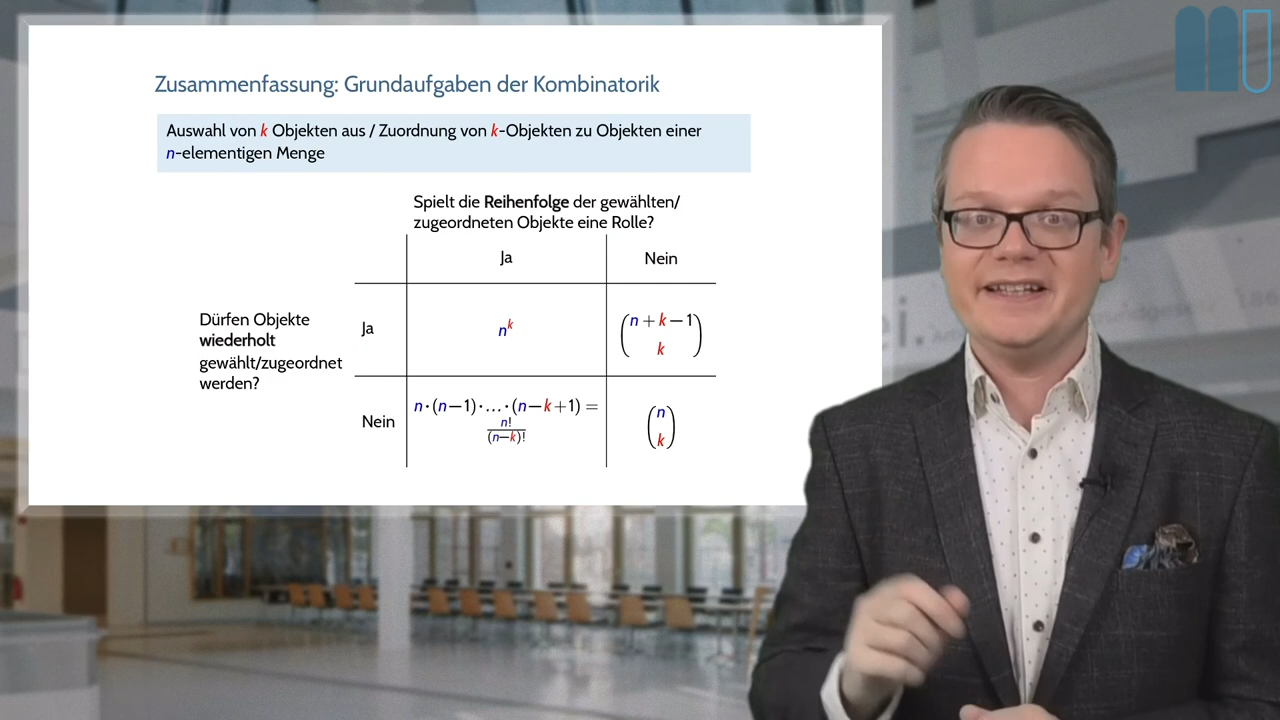 Zusammenfassung: Grundaufgaben der Kombinatorik
Auswahl von k Objekten aus / Zuordnung von k-Objekten zu Objekten einer
n-elementigen Menge
Spielt die Reihenfolge der gewählten/
zugeordneten Objekte eine Rolle?
Ja
Nein
Dürfen Objekte
wiederholt
gewählt/zugeordnet
werden?
Ja
n^k
(n + k − 1
k)
Nein
n·(n−1)·…·(n−k+1) =
n!
(n−k)!
(n
k)
ei.